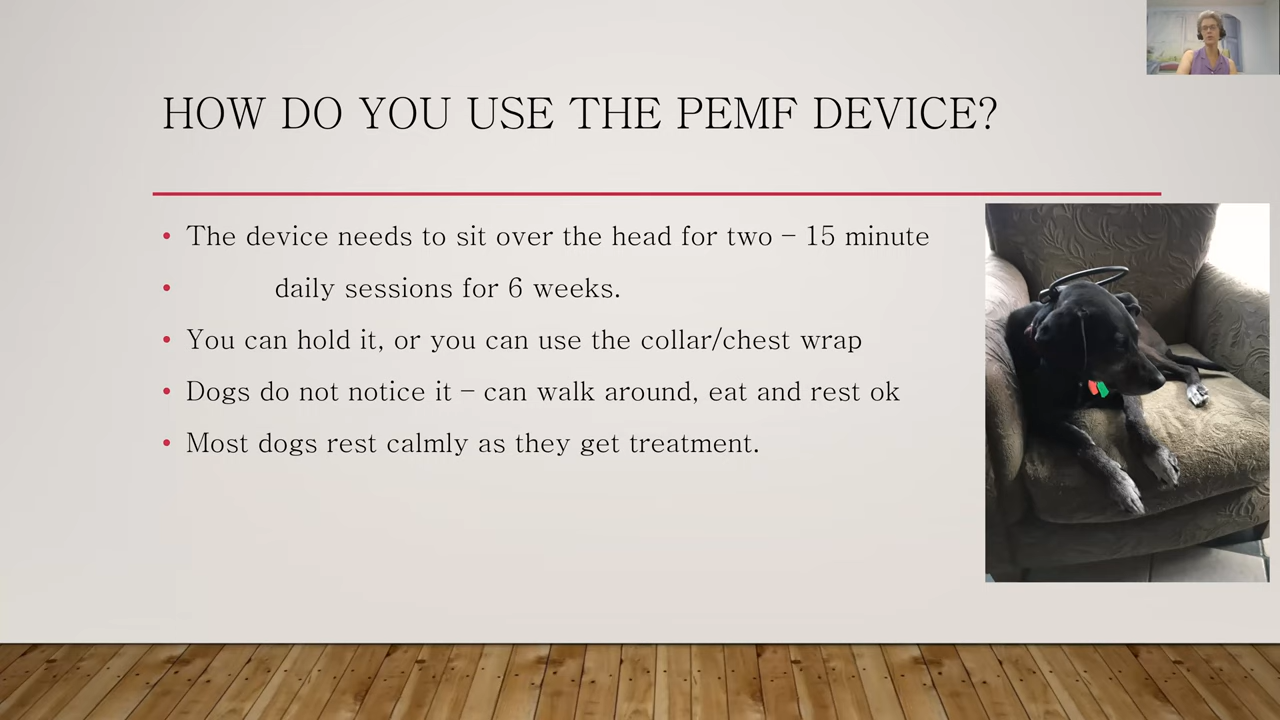 HOW DO YOU USE THE PEMF DEVICE?
• The device needs to sit over the head for two – 15 minute
• daily sessions for 6 weeks.
• You can hold it, or you can use the collar/chest wrap
• Dogs do not notice it – can walk around, eat and rest ok
• Most dogs rest calmly as they get treatment.